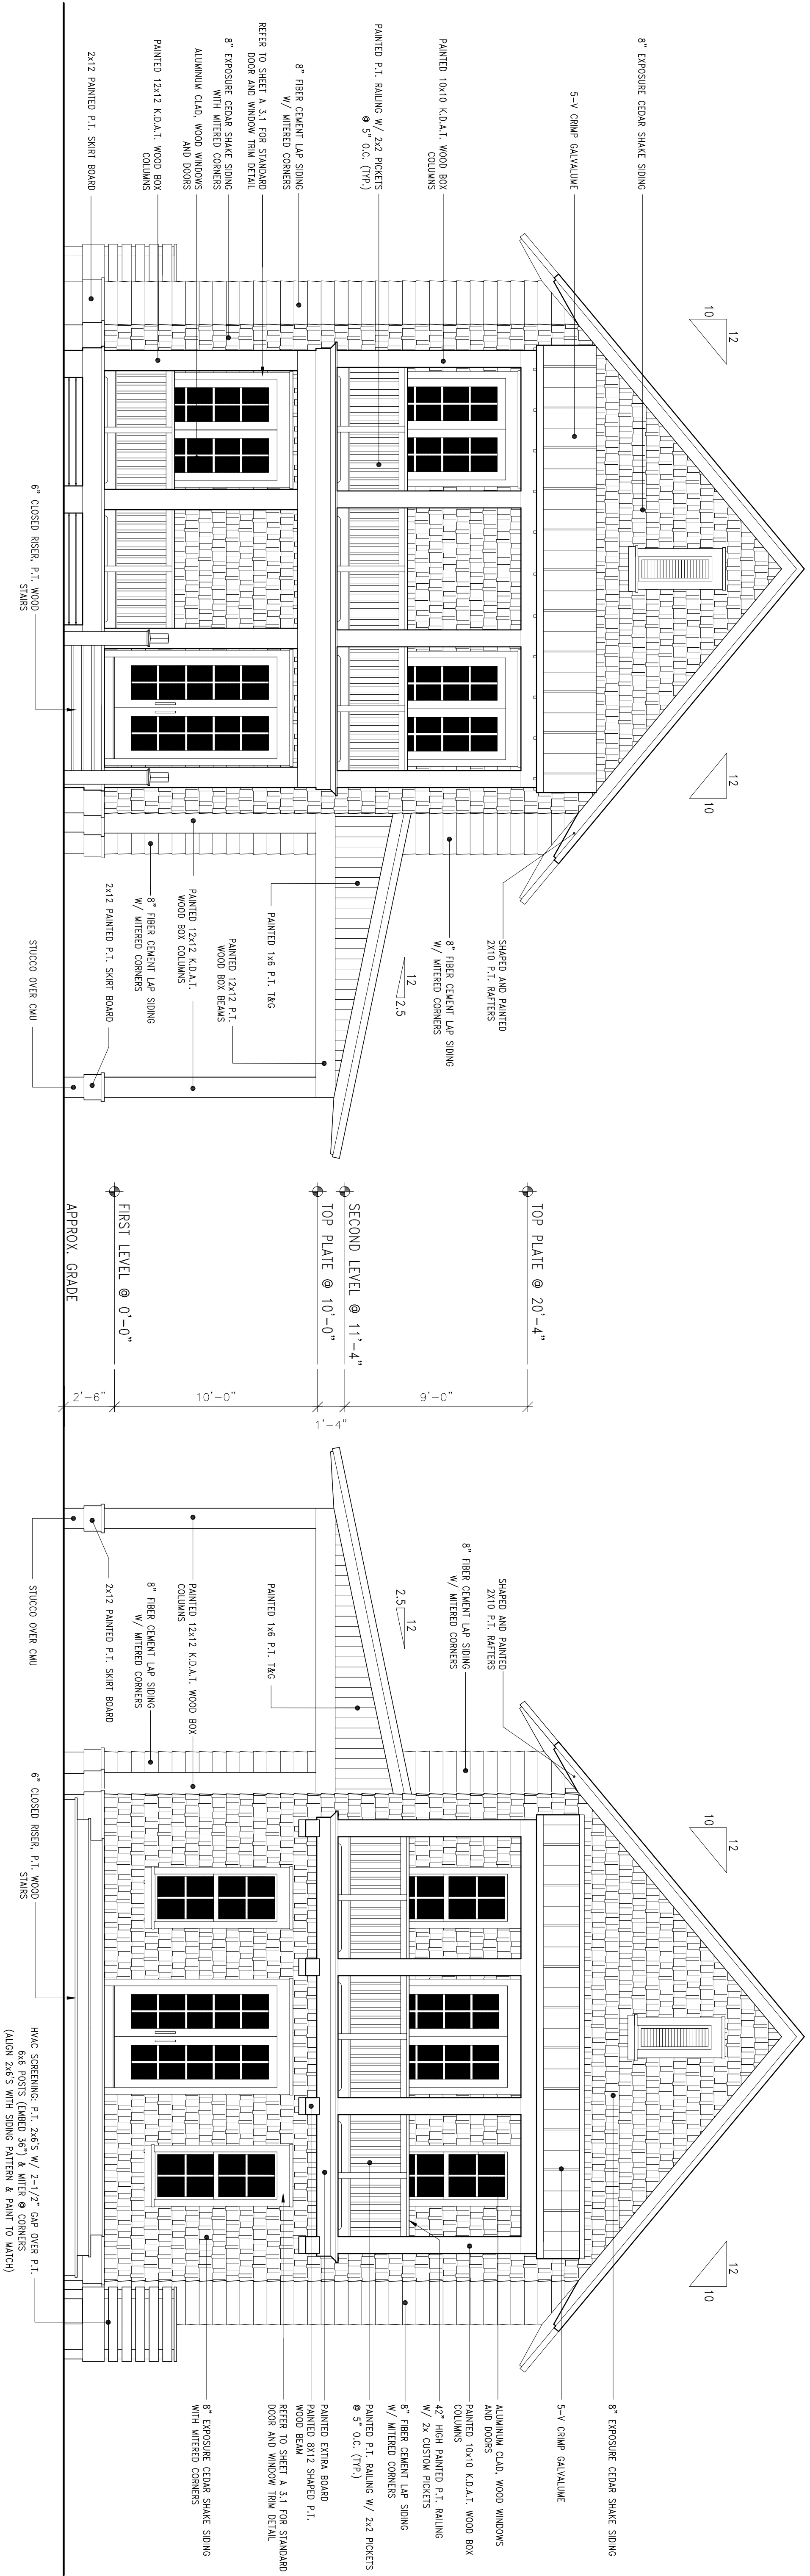 8" EXPOSURE CEDAR SHAKE SIDING
5-V CRIMP GALVALUME
PAINTED 10x10 K.D.A.T. WOOD BOX
COLUMNS
PAINTED P.T. RAILING W/ 2x2 PICKETS
@ 5" O.C. (TYP.)
8" FIBER CEMENT LAP SIDING
W/ MITERED CORNERS
REFER TO SHEET A 3.1 FOR STANDARD
DOOR AND WINDOW TRIM DETAIL
8" EXPOSURE CEDAR SHAKE SIDING
WITH MITERED CORNERS
ALUMINUM CLAD, WOOD WINDOWS
AND DOORS
PAINTED 12x12 K.D.A.T. WOOD BOX
COLUMNS
2x12 PAINTED P.T. SKIRT BOARD
12
10
12
10
6" CLOSED RISER, P.T. WOOD
STAIRS
SHAPED AND PAINTED
2X10 P.T. RAFTERS
8" FIBER CEMENT LAP SIDING
W/ MITERED CORNERS
12
2.5
PAINTED 1x6 P.T. T&G
PAINTED 12x12 P.T.
WOOD BOX BEAMS
PAINTED 12x12 K.D.A.T.
WOOD BOX COLUMNS
8" FIBER CEMENT LAP SIDING
W/ MITERED CORNERS
2x12 PAINTED P.T. SKIRT BOARD
STUCCO OVER CMU
TOP PLATE @ 20'-4"
SECOND LEVEL @ 11'-4"
TOP PLATE @ 10'-0"
FIRST LEVEL @ 0'-0"
APPROX. GRADE
9'-0"
1'-4"
10'-0"
2'-6"
SHAPED AND PAINTED
2X10 P.T. RAFTERS
8" FIBER CEMENT LAP SIDING
W/ MITERED CORNERS
12
2.5
PAINTED 1x6 P.T. T&G
PAINTED 12x12 K.D.A.T. WOOD BOX
COLUMNS
8" FIBER CEMENT LAP SIDING
W/ MITERED CORNERS
2x12 PAINTED P.T. SKIRT BOARD
STUCCO OVER CMU
12
10
12
10
6" CLOSED RISER, P.T. WOOD
STAIRS
HVAC SCREENING: P.T. 2x6'S W/ 2-1/2" GAP OVER P.T.
6x6 POSTS (EMBED 36") & MITER @ CORNERS
(ALIGN 2x6'S WITH SIDING PATTERN & PAINT TO MATCH)
8" EXPOSURE CEDAR SHAKE SIDING
5-V CRIMP GALVALUME
ALUMINUM CLAD, WOOD WINDOWS
AND DOORS
PAINTED 10x10 K.D.A.T. WOOD BOX
COLUMNS
42" HIGH PAINTED P.T. RAILING
W/ 2x CUSTOM PICKETS
8" FIBER CEMENT LAP SIDING
W/ MITERED CORNERS
PAINTED P.T. RAILING W/ 2x2 PICKETS
@ 5" O.C. (TYP.)
PAINTED EXTIRA BOARD
PAINTED 8X12 SHAPED P.T.
WOOD BEAM
REFER TO SHEET A 3.1 FOR STANDARD
DOOR AND WINDOW TRIM DETAIL
8" EXPOSURE CEDAR SHAKE SIDING
WITH MITERED CORNERS